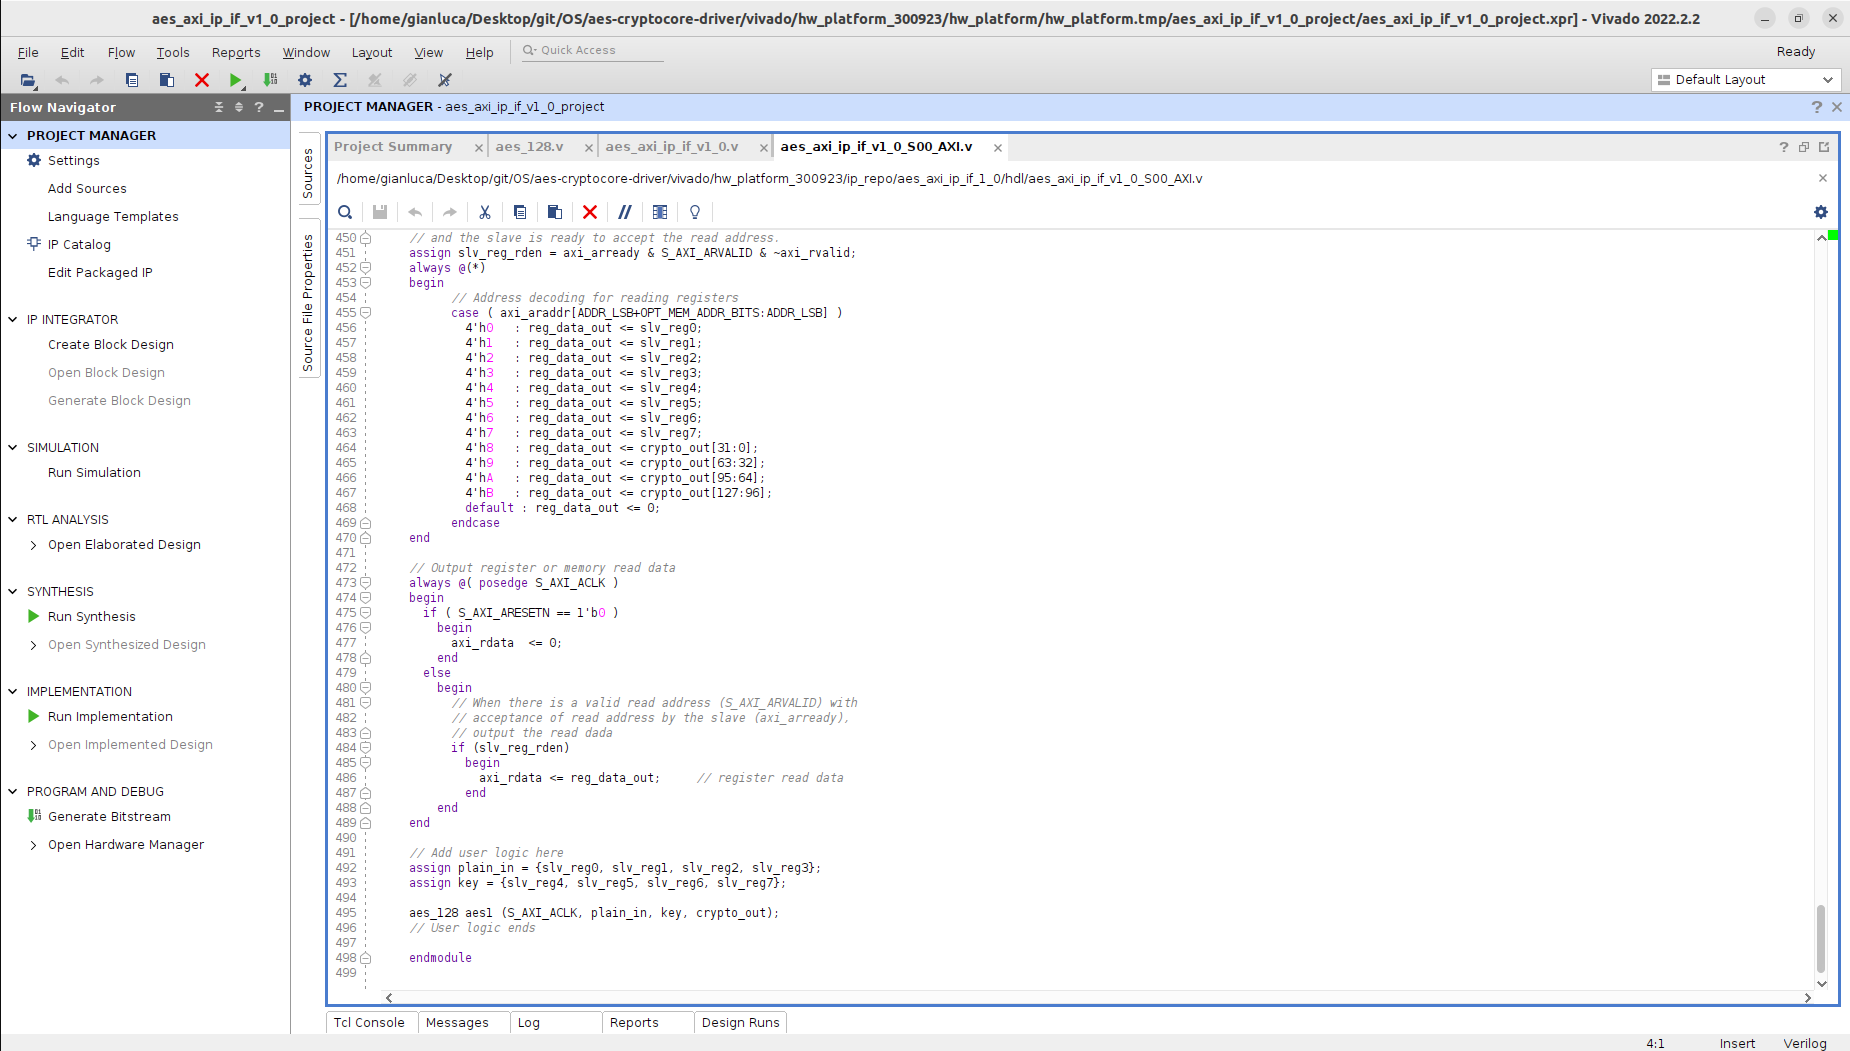 aes_axi_ip_if_v1_0_project - [/home/gianluca/Desktop/git/OS/aes-cryptocore-driver/vivado/hw_platform_300923/hw_platform/hw_platform.tmp/aes_axi_ip_if_v1_0_project/aes_axi_ip_if_v1_0_project.xpr] - Vivado 2022.2.2
File Edit Flow Tools Reports Window Layout View Help Quick Access Ready
Default Layout
Flow Navigator
PROJECT MANAGER
Settings
Add Sources
Language Templates
IP Catalog
Edit Packaged IP
IP INTEGRATOR
Create Block Design
Open Block Design
Generate Block Design
SIMULATION
Run Simulation
RTL ANALYSIS
Open Elaborated Design
SYNTHESIS
Run Synthesis
Open Synthesized Design
IMPLEMENTATION
Run Implementation
Open Implemented Design
PROGRAM AND DEBUG
Generate Bitstream
Open Hardware Manager
PROJECT MANAGER - aes_axi_ip_if_v1_0_project
Sources
Source File Properties
Project Summary aes_128.v aes_axi_ip_if_v1_0.v aes_axi_ip_if_v1_0_S00_AXI.v
/home/gianluca/Desktop/git/OS/aes-cryptocore-driver/vivado/hw_platform_300923/ip_repo/aes_axi_ip_if_1_0/hdl/aes_axi_ip_if_v1_0_S00_AXI.v
450 // and the slave is ready to accept the read address.
451 assign slv_reg_rden = axi_arready & S_AXI_ARVALID & ~axi_rvalid;
452 always @(*)
453 begin
454 // Address decoding for reading registers
455 case ( axi_araddr[ADDR_LSB+OPT_MEM_ADDR_BITS:ADDR_LSB] )
456 4'h0 : reg_data_out <= slv_reg0;
457 4'h1 : reg_data_out <= slv_reg1;
458 4'h2 : reg_data_out <= slv_reg2;
459 4'h3 : reg_data_out <= slv_reg3;
460 4'h4 : reg_data_out <= slv_reg4;
461 4'h5 : reg_data_out <= slv_reg5;
462 4'h6 : reg_data_out <= slv_reg6;
463 4'h7 : reg_data_out <= slv_reg7;
464 4'h8 : reg_data_out <= crypto_out[31:0];
465 4'h9 : reg_data_out <= crypto_out[63:32];
466 4'hA : reg_data_out <= crypto_out[95:64];
467 4'hB : reg_data_out <= crypto_out[127:96];
468 default : reg_data_out <= 0;
469 endcase
470 end
471
472 // Output register or memory read data
473 always @( posedge S_AXI_ACLK )
474 begin
475 if ( S_AXI_ARESETN == 1'b0 )
476 begin
477 axi_rdata <= 0;
478 end
479 else
480 begin
481 // When there is a valid read address (S_AXI_ARVALID) with
482 // acceptance of read address by the slave (axi_arready),
483 // output the read dada
484 if (slv_reg_rden)
485 begin
486 axi_rdata <= reg_data_out; // register read data
487 end
488 end
489 end
490
491 // Add user logic here
492 assign plain_in = {slv_reg0, slv_reg1, slv_reg2, slv_reg3};
493 assign key = {slv_reg4, slv_reg5, slv_reg6, slv_reg7};
494
495 aes_128 aes1 (S_AXI_ACLK, plain_in, key, crypto_out);
496 // User logic ends
497
498 endmodule
499
Tcl Console Messages Log Reports Design Runs
4:1 Insert Verilog